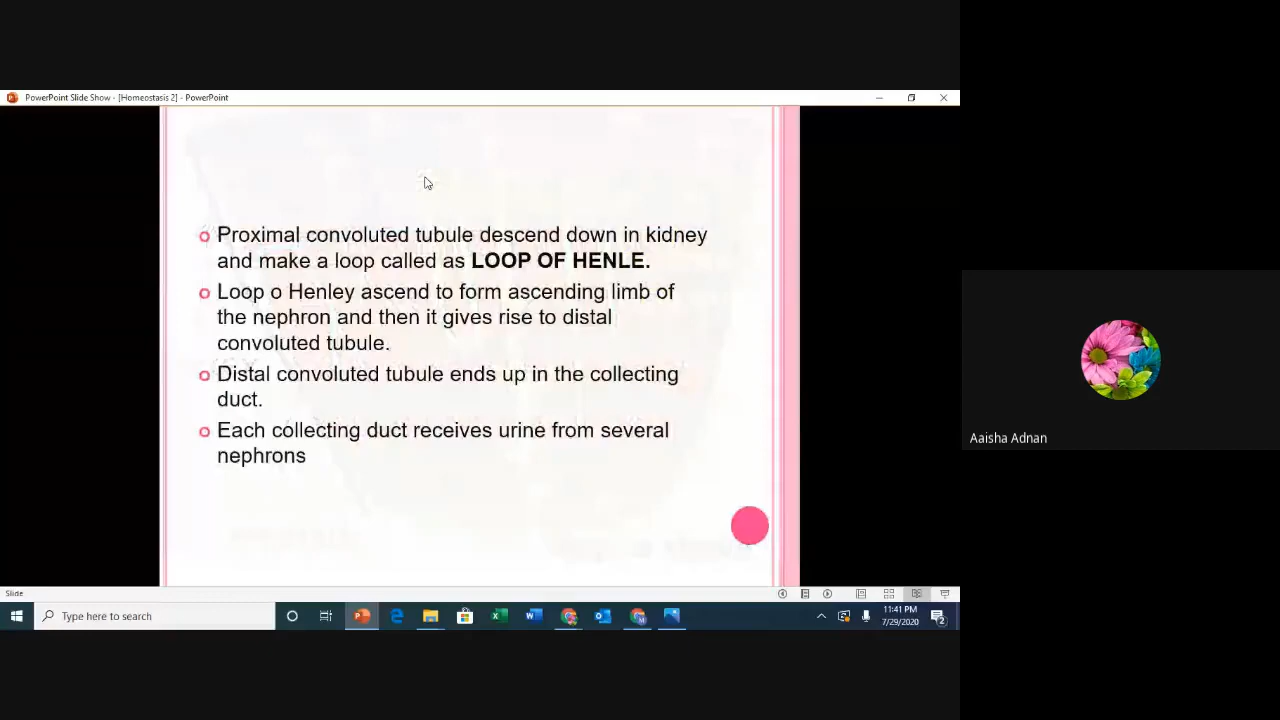 PowerPoint Slide Show - [Homeostasis 2] - PowerPoint
Proximal convoluted tubule descend down in kidney
and make a loop called as LOOP OF HENLE.
Loop o Henley ascend to form ascending limb of
the nephron and then it gives rise to distal
convoluted tubule.
Distal convoluted tubule ends up in the collecting
duct.
Each collecting duct receives urine from several
nephrons
Aaisha Adnan
Slide
Type here to search
11:41 PM
7/29/2020
2